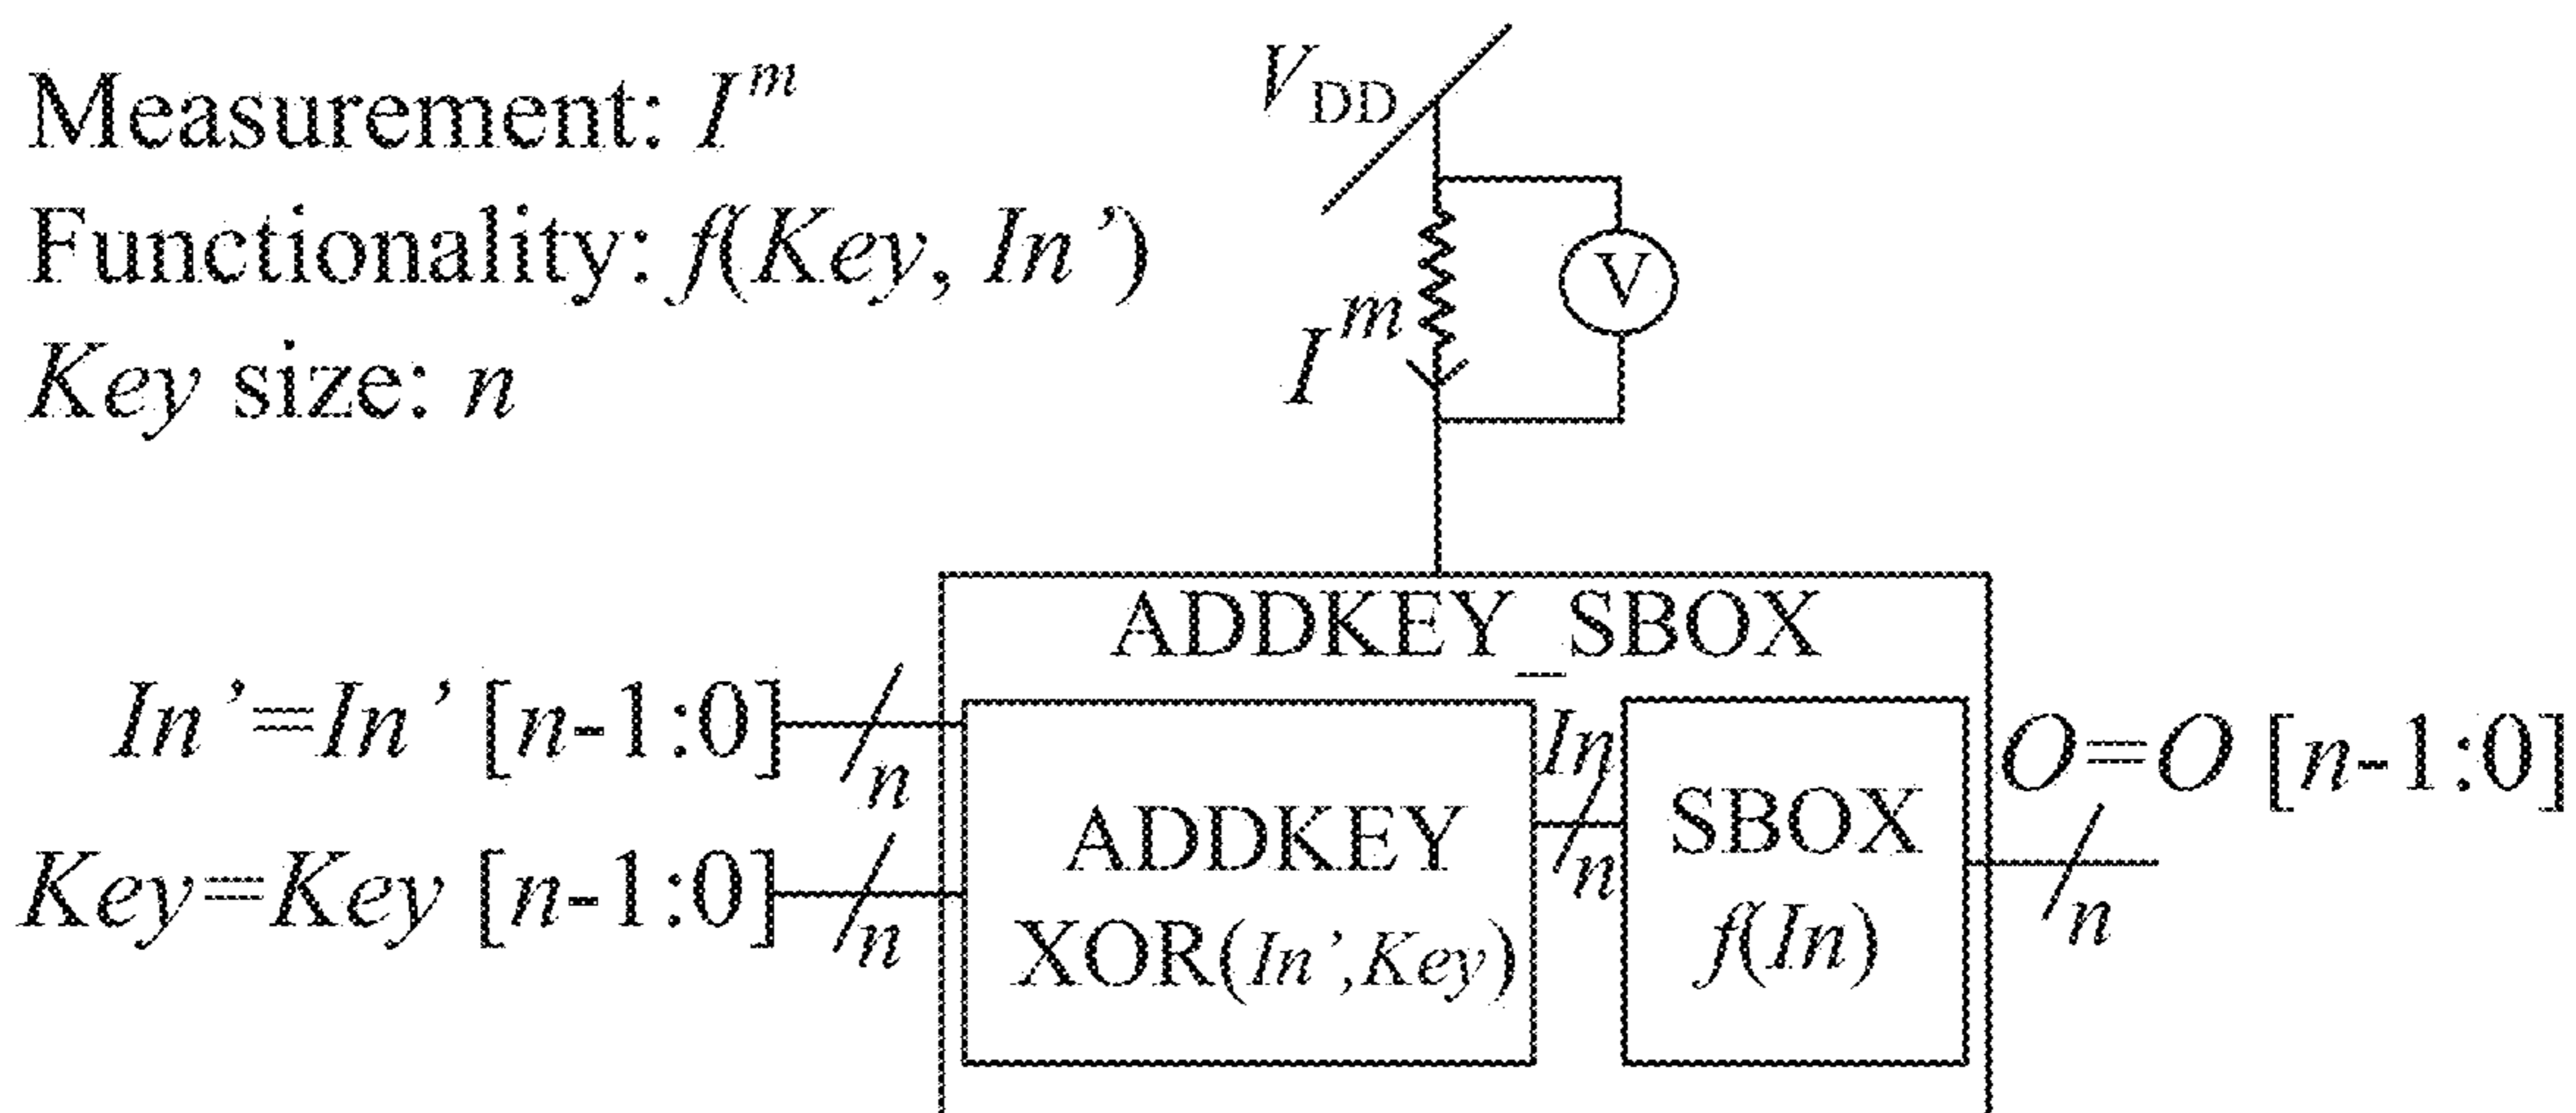 Measurement: I^m
Functionality: f(Key, In’)
Key size: n
V_DD
V
I^m
ADDKEY_SBOX
In’=In’ [n-1:0]
n
Key=Key [n-1:0]
n
ADDKEY
XOR(In’,Key)
In
n
SBOX
f(In)
O=O [n-1:0]
n